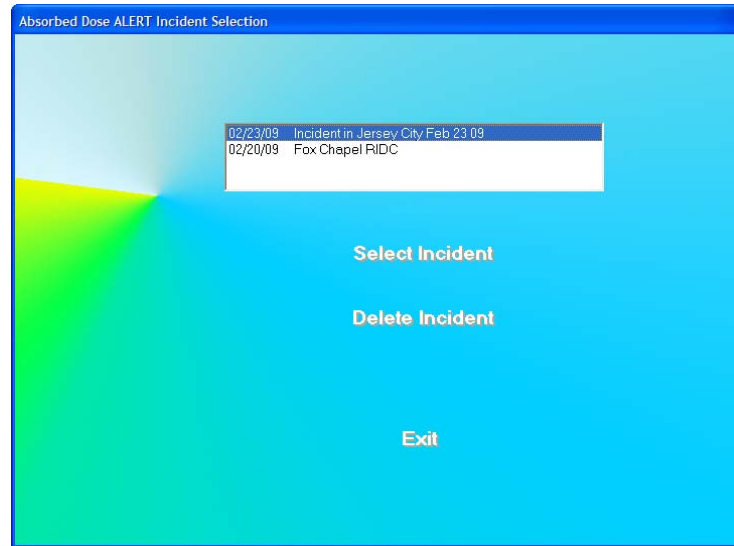 Absorbed Dose ALERT Incident Selection
02/23/09 Incident in Jersey City Feb 23 09
02/20/09 Fox Chapel RIDC
Select Incident
Delete Incident
Exit